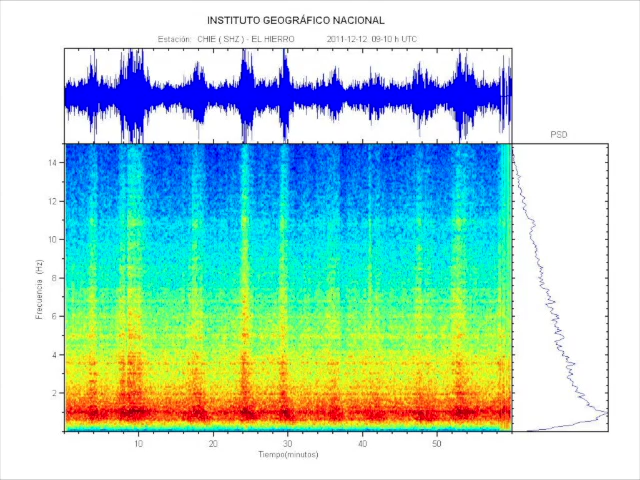 INSTITUTO GEOGRÁFICO NACIONAL
Estación: CHIE ( SHZ ) - EL HIERRO 2011-12-12 09-10 h UTC
PSD
14
12
10
8
6
4
2
Frecuencia (Hz)
10 20 30 40 50
Tiempo(minutos)